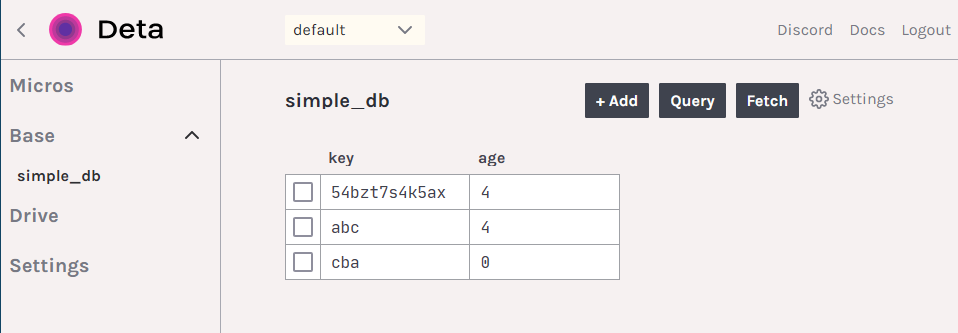 Deta
default
Discord Docs Logout
Micros
Base
simple_db
Drive
Settings
simple_db
+ Add Query Fetch Settings
key age
54bzt7s4k5ax 4
abc 4
cba 0